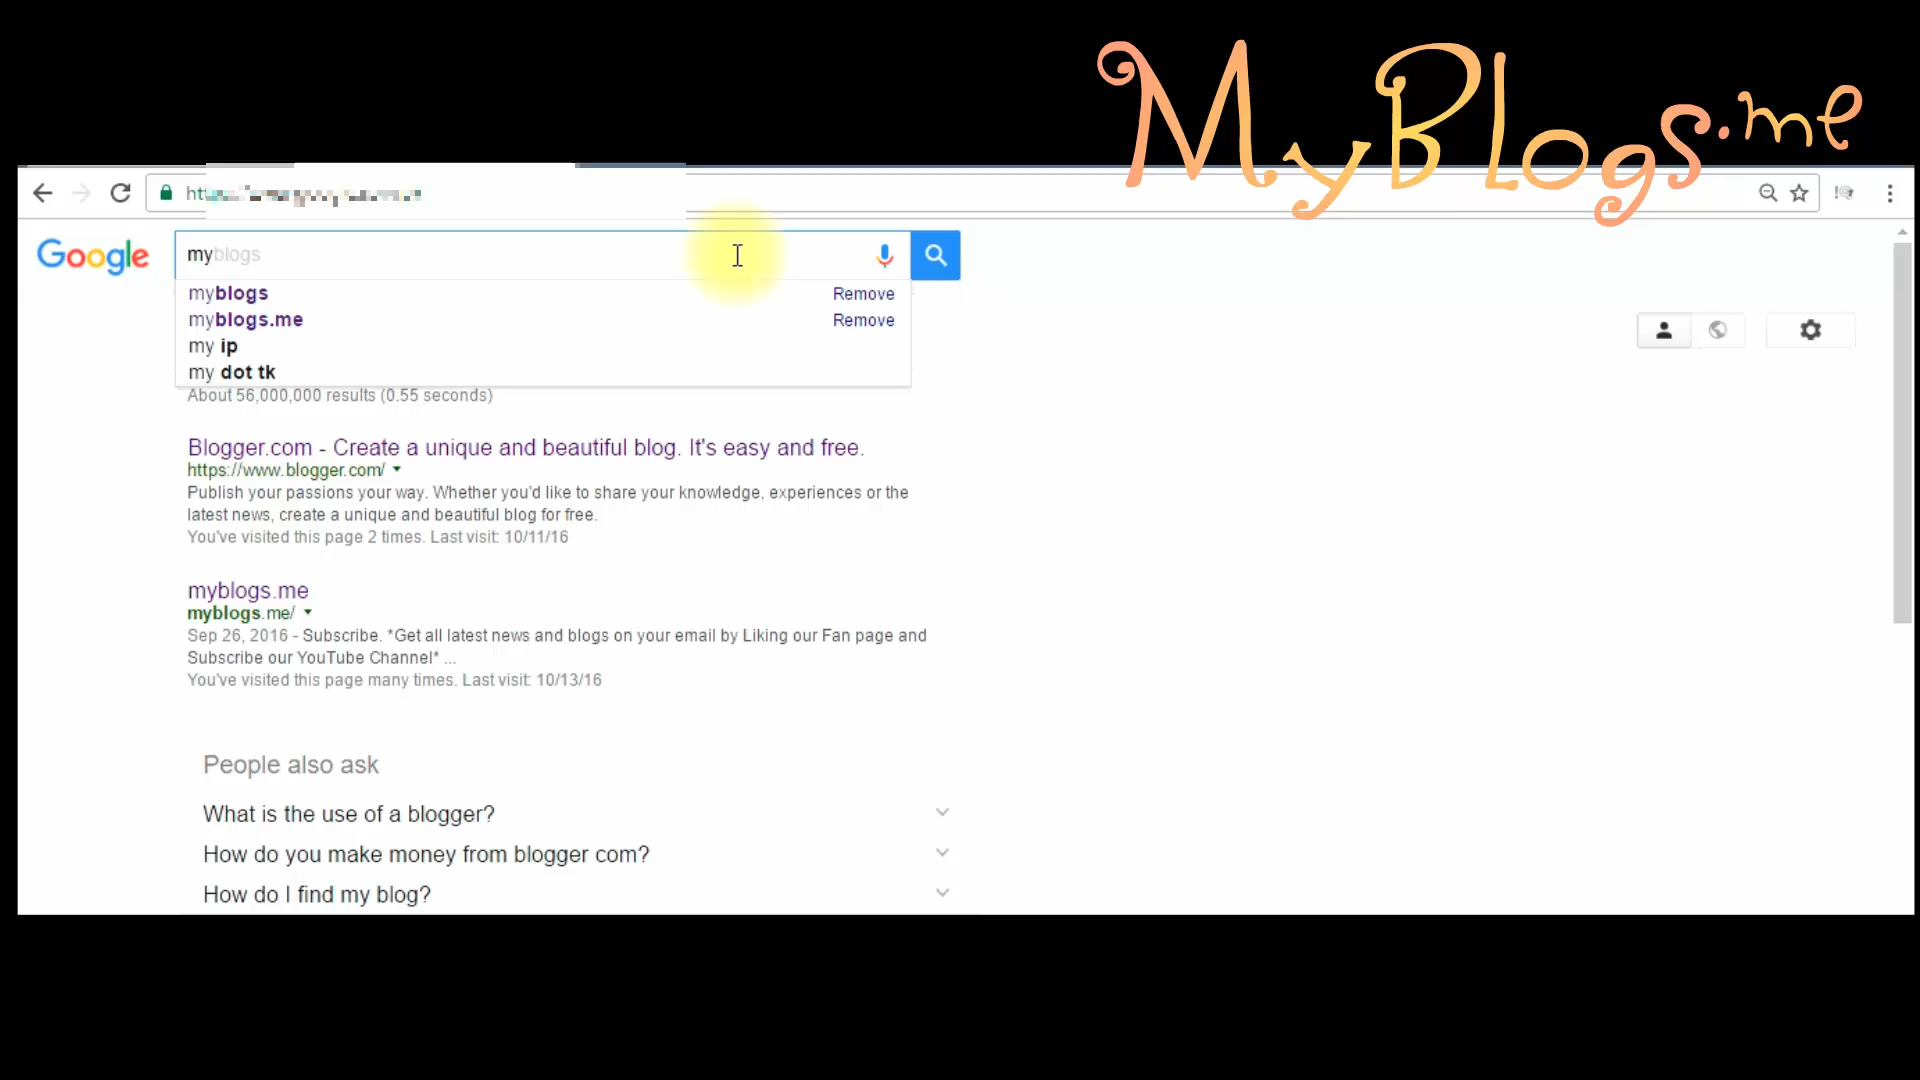 MyBlogs.me
Google
myblogs
myblogs Remove
myblogs.me Remove
my ip
my dot tk
About 56,000,000 results (0.55 seconds)
Blogger.com - Create a unique and beautiful blog. It's easy and free.
https://www.blogger.com/
Publish your passions your way. Whether you'd like to share your knowledge, experiences or the
latest news, create a unique and beautiful blog for free.
You've visited this page 2 times. Last visit: 10/11/16
myblogs.me
myblogs.me/
Sep 26, 2016 - Subscribe. *Get all latest news and blogs on your email by Liking our Fan page and
Subscribe our YouTube Channel* ...
You've visited this page many times. Last visit: 10/13/16
People also ask
What is the use of a blogger?
How do you make money from blogger com?
How do I find my blog?